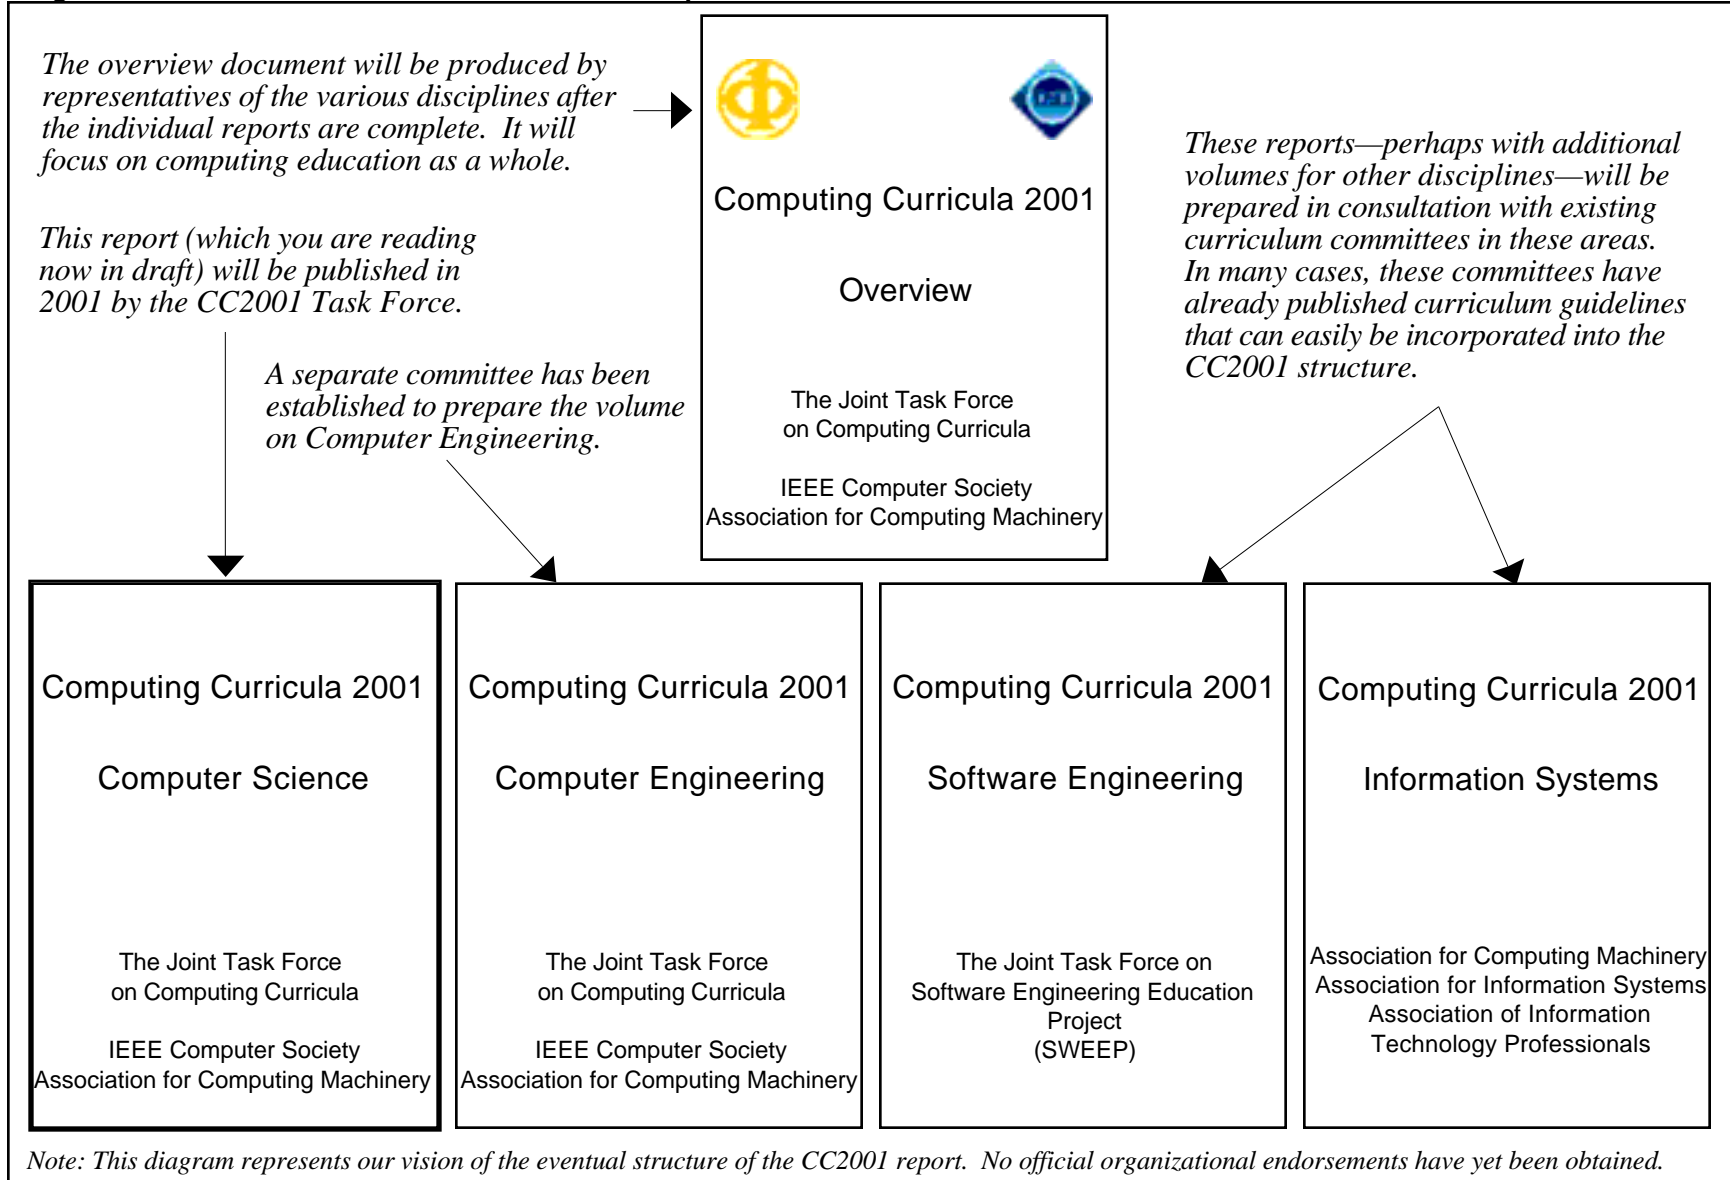 The overview document will be produced by
representatives of the various disciplines after
the individual reports are complete.  It will
focus on computing education as a whole.
This report (which you are reading
now in draft) will be published in
2001 by the CC2001 Task Force.
A separate committee has been
established to prepare the volume
on Computer Engineering.
Computing Curricula 2001
Overview
The Joint Task Force
on Computing Curricula
IEEE Computer Society
Association for Computing Machinery
These reports—perhaps with additional
volumes for other disciplines—will be
prepared in consultation with existing
curriculum committees in these areas.
In many cases, these committees have
already published curriculum guidelines
that can easily be incorporated into the
CC2001 structure.
Computing Curricula 2001
Computer Science
The Joint Task Force
on Computing Curricula
IEEE Computer Society
Association for Computing Machinery
Computing Curricula 2001
Computer Engineering
The Joint Task Force
on Computing Curricula
IEEE Computer Society
Association for Computing Machinery
Computing Curricula 2001
Software Engineering
The Joint Task Force on
Software Engineering Education
Project
(SWEEP)
Computing Curricula 2001
Information Systems
Association for Computing Machinery
Association for Information Systems
Association of Information
Technology Professionals
Note: This diagram represents our vision of the eventual structure of the CC2001 report.  No official organizational endorsements have yet been obtained.